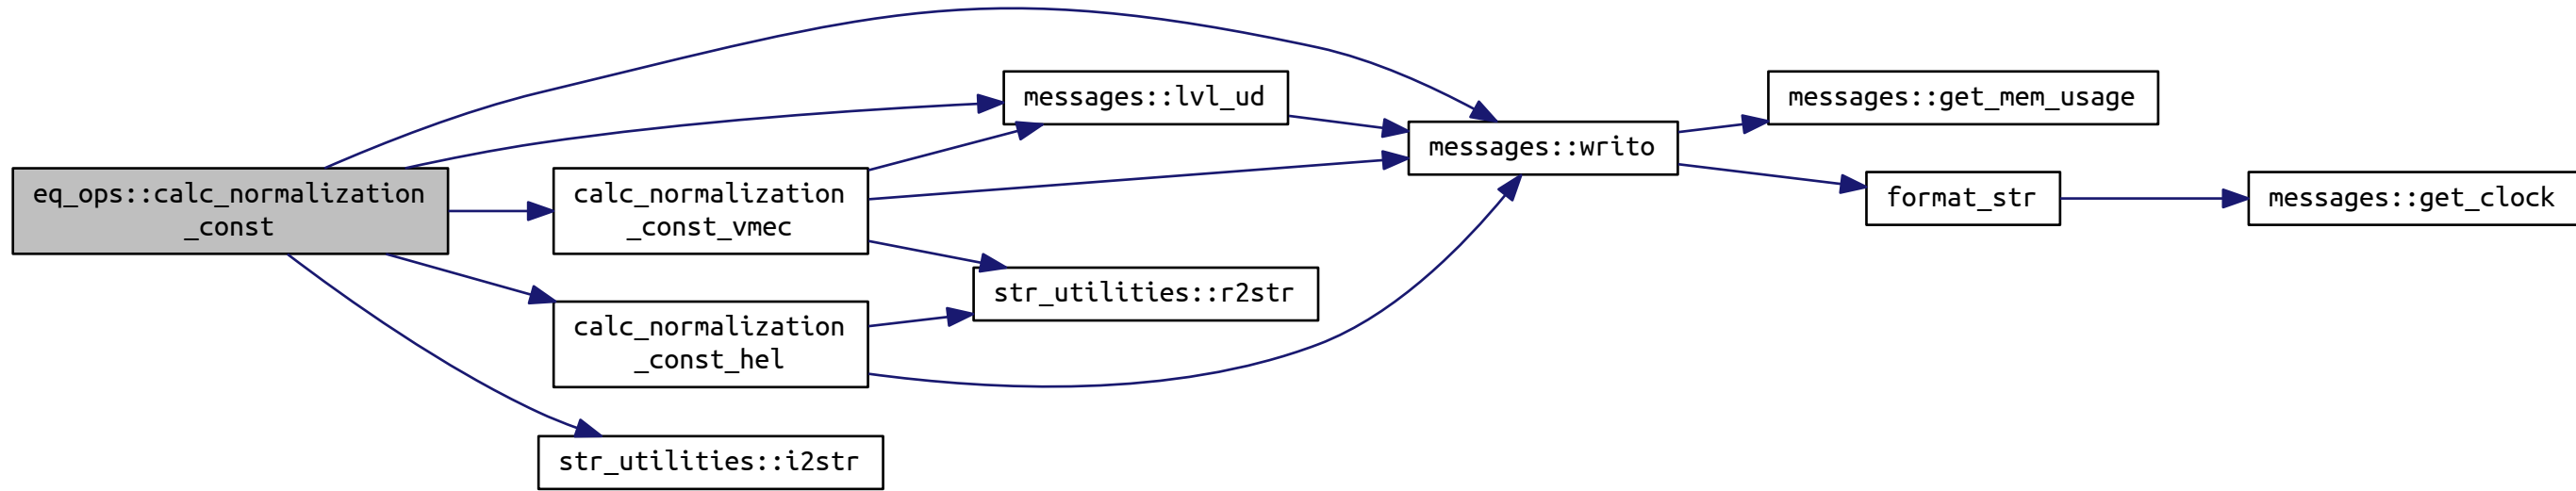 eq_ops::calc_normalization
_const
calc_normalization
_const_vmec
calc_normalization
_const_hel
str_utilities::i2str
messages::lvl_ud
str_utilities::r2str
messages::writo
messages::get_mem_usage
format_str
messages::get_clock